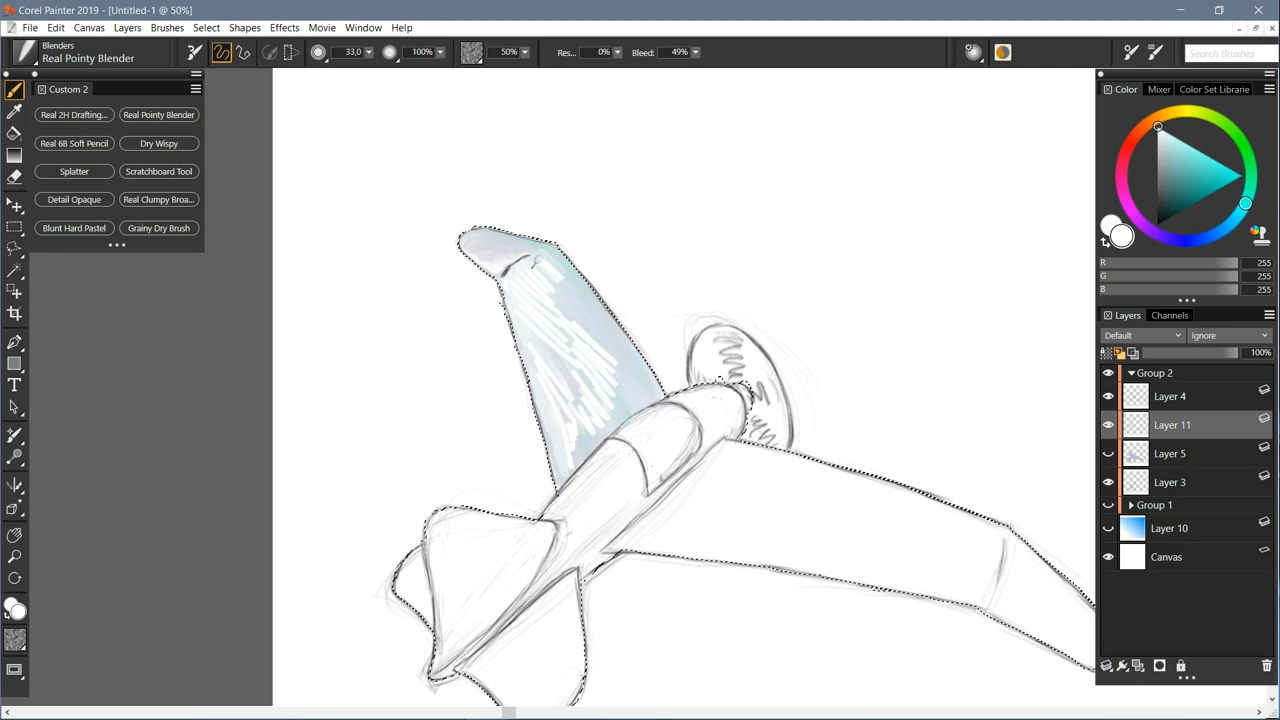 Corel Painter 2019 - [Untitled-1 @ 50%]
File Edit Canvas Layers Brushes Select Shapes Effects Movie Window Help
Blenders
Real Pointy Blender
33,0 100% 50% Res... 0% Bleed: 49% Search Brushes
Custom 2
Real 2H Drafting... Real Pointy Blender
Real 6B Soft Pencil Dry Wispy
Splatter Scratchboard Tool
Detail Opaque Real Clumpy Broa...
Blunt Hard Pastel Grainy Dry Brush
Color Mixer Color Set Librarie
R 255
G 255
B 255
Layers Channels
Default Ignore
100%
Group 2
Layer 4
Layer 11
Layer 5
Layer 3
Group 1
Layer 10
Canvas